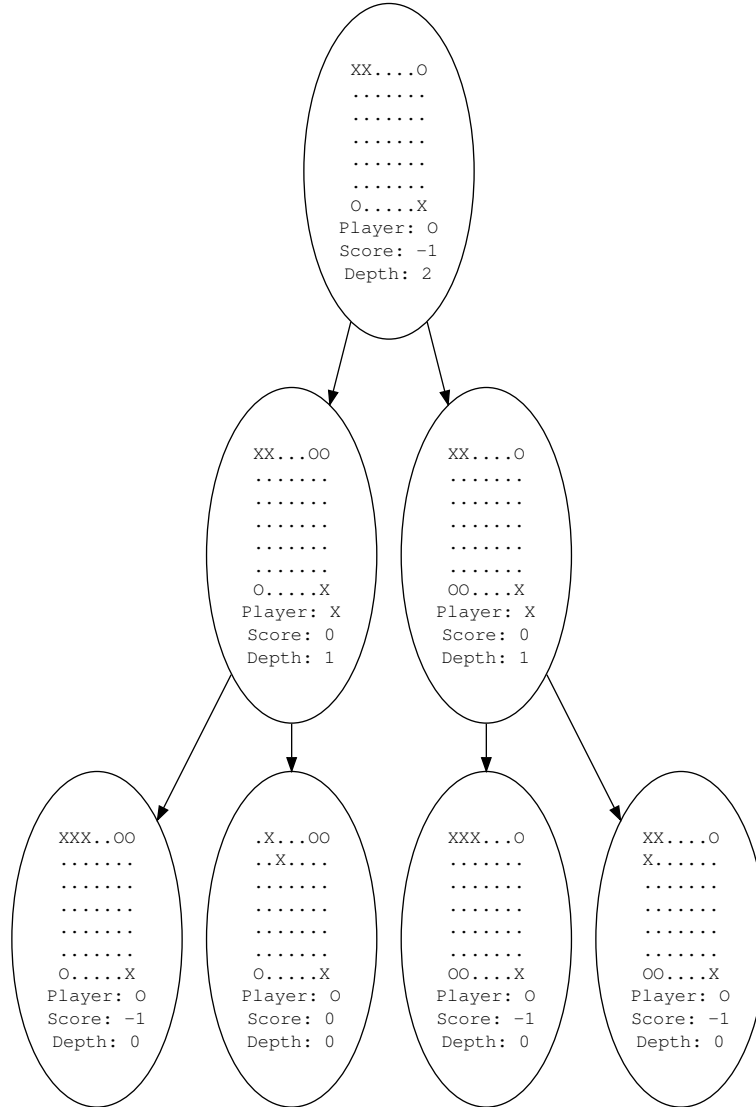 XX....O
.......
.......
.......
.......
.......
O.....X
Player: O
Score: −1
Depth: 2
XX...OO
.......
.......
.......
.......
.......
O.....X
Player: X
Score: 0
Depth: 1
XX....O
.......
.......
.......
.......
.......
OO....X
Player: X
Score: 0
Depth: 1
XXX..OO
.......
.......
.......
.......
.......
O.....X
Player: O
Score: −1
Depth: 0
.X...OO
..X....
.......
.......
.......
.......
O.....X
Player: O
Score: 0
Depth: 0
XXX...O
.......
.......
.......
.......
.......
OO....X
Player: O
Score: −1
Depth: 0
XX....O
X......
.......
.......
.......
.......
OO....X
Player: O
Score: −1
Depth: 0